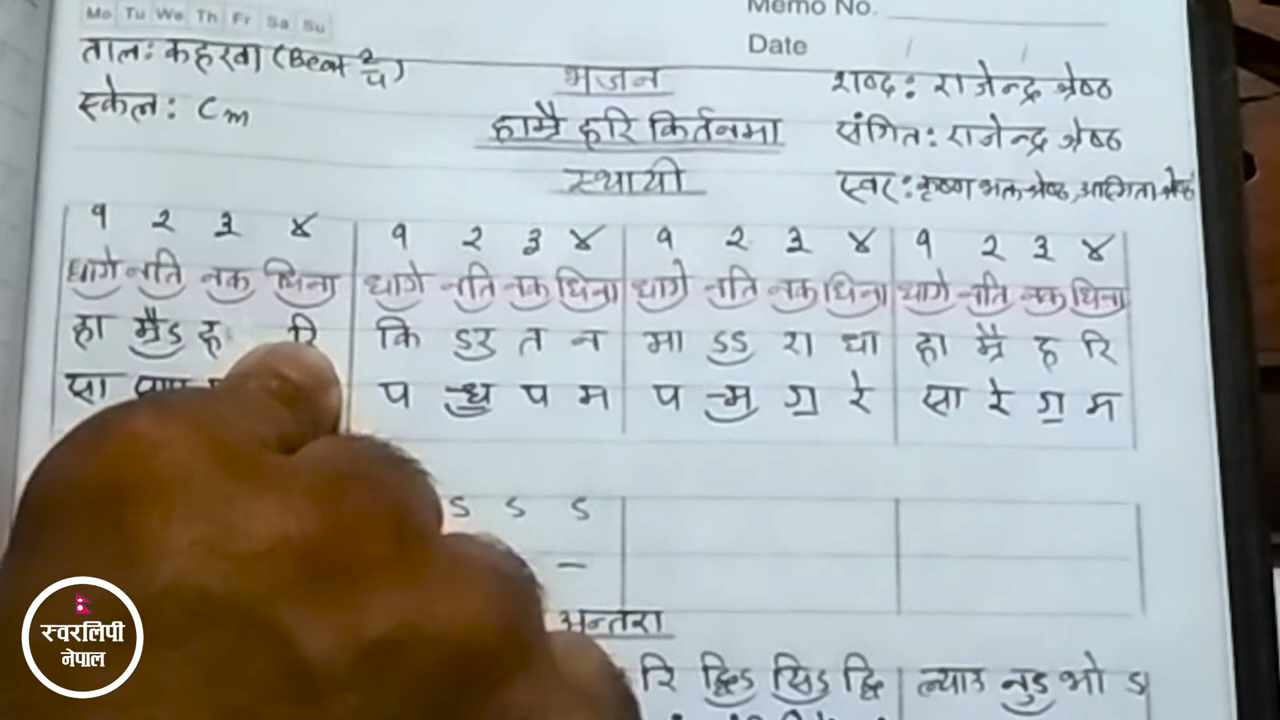 Mo Tu We Th Fr Sa Su
Memo No.
Date / /
तालः कहरवा (Beat 2/4)
भजन
शब्दः राजेन्द्र श्रेष्ठ
स्केलः Cm
हाम्रै हरि किर्तनमा
संगितः राजेन्द्र श्रेष्ठ
स्थायी
स्वरः कृष्ण भक्त श्रेष्ठ,
१ २ ३ ४ १ २ ३ ४ १ २ ३ ४ १ २ ३ ४
धागे नति नक धिना धागे नति नक धिना धागे नति नक धिना धागे नति नक धिना
हा म्रैऽ ह रि कि ऽर्‍ त न मा ऽऽ रा धा हा म्रै ह रि
सा प -ध॒ प म प -म ग॒ रे सा रे ग॒ म
ऽ ऽ ऽ
–
अन्तरा
रि द्धिऽ सिऽ द्धि ल्याउ नुऽ भो ऽ
स्वरलिपी
नेपाल